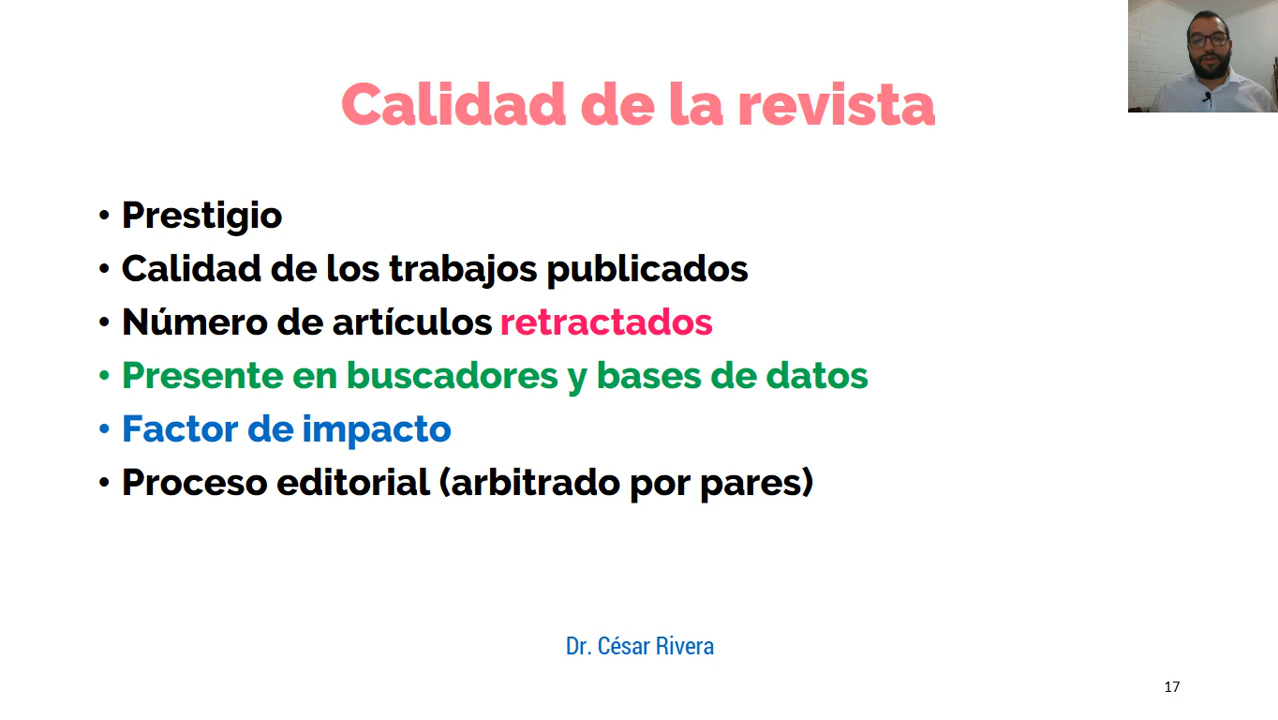 Calidad de la revista
• Prestigio
• Calidad de los trabajos publicados
• Número de artículos retractados
• Presente en buscadores y bases de datos
• Factor de impacto
• Proceso editorial (arbitrado por pares)
Dr. César Rivera
17